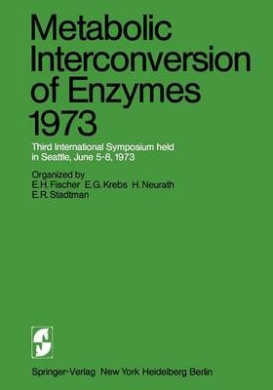 Metabolic
Interconversion
of Enzymes
1973
Third International Symposium held
in Seattle, June 5-8, 1973
Organized by
E.H. Fischer E.G. Krebs H. Neurath
E.R. Stadtman
Springer-Verlag New York Heidelberg Berlin